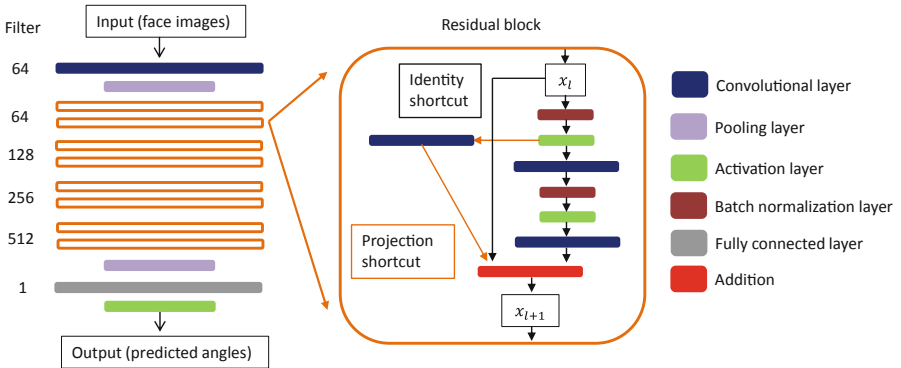 Filter
Input (face images)
64
64
128
256
512
1
Output (predicted angles)
Residual block
Identity
shortcut
x_l
Projection
shortcut
x_{l+1}
Convolutional layer
Pooling layer
Activation layer
Batch normalization layer
Fully connected layer
Addition